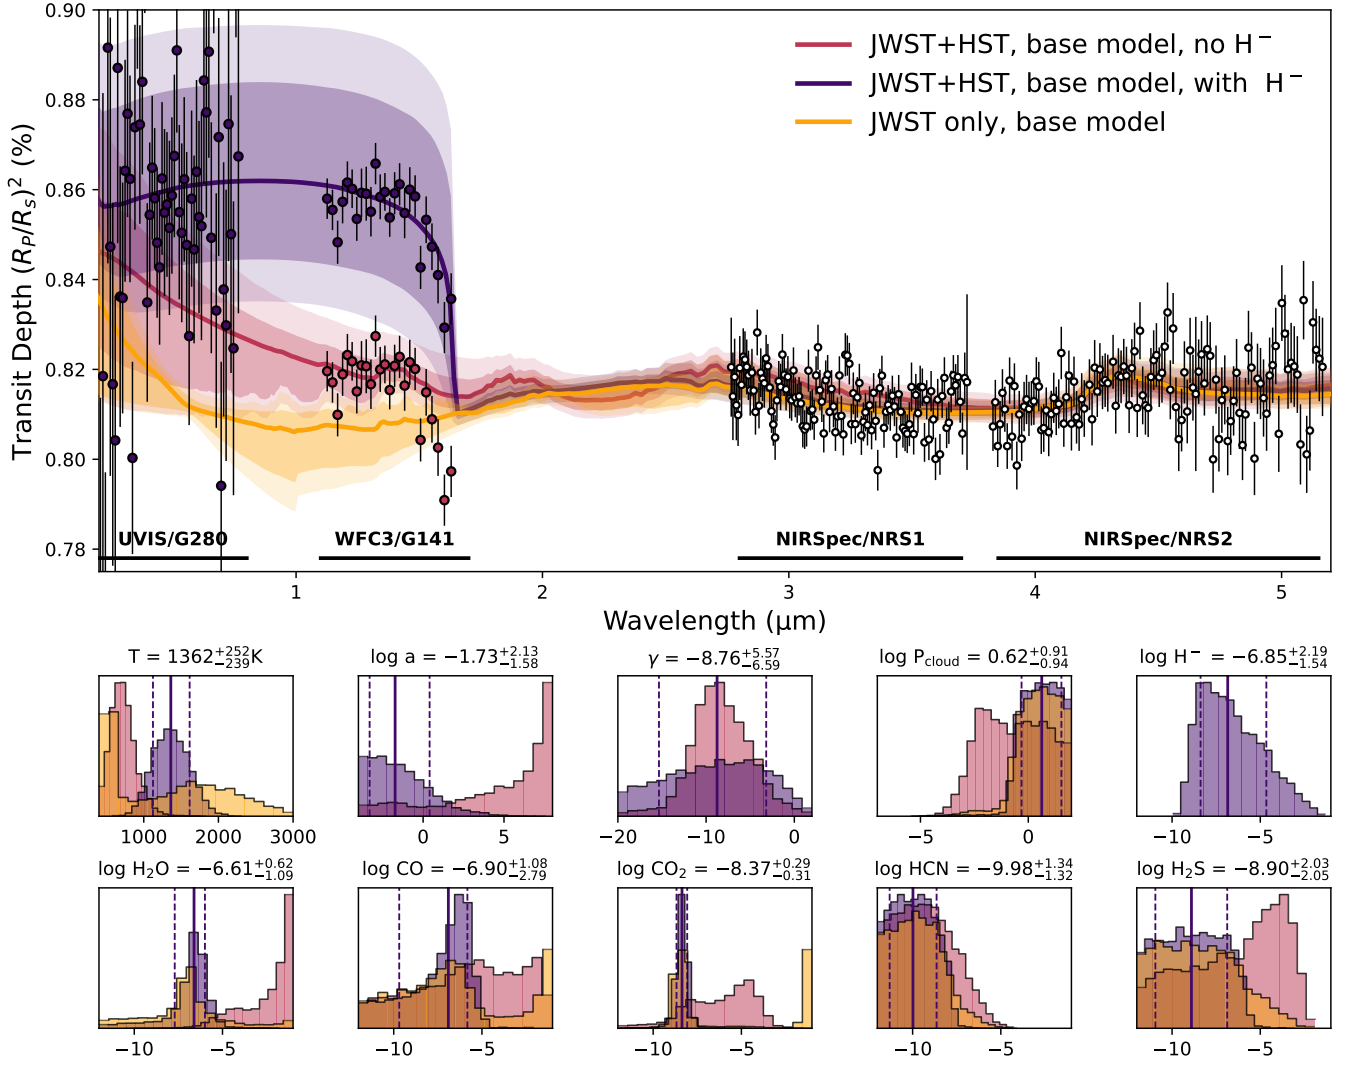 0.90
0.88
0.86
0.84
0.82
0.80
0.78
Transit Depth (R_P/R_s)² (%)
JWST+HST, base model, no H⁻
JWST+HST, base model, with H⁻
JWST only, base model
UVIS/G280 WFC3/G141 NIRSpec/NRS1 NIRSpec/NRS2
1 2 3 4 5
Wavelength (µm)
T = 1362⁺²⁵²₋₂₃₉K
log a = −1.73⁺²·¹³₋₁.₅₈
γ = −8.76⁺⁵·⁵⁷₋₆.₅₉
log P_cloud = 0.62⁺⁰·⁹¹₋₀.₉₄
log H⁻ = −6.85⁺²·¹⁹₋₁.₅₄
1000 2000 3000
0 5
−20 −10 0
−5 0
−10 −5
log H₂O = −6.61⁺⁰·⁶²₋₁.₀₉
log CO = −6.90⁺¹·⁰⁸₋₂.₇₉
log CO₂ = −8.37⁺⁰·²⁹₋₀.₃₁
log HCN = −9.98⁺¹·³⁴₋₁.₃₂
log H₂S = −8.90⁺²·⁰³₋₂.₀₅
−10 −5
−10 −5
−10 −5
−10 −5
−10 −5